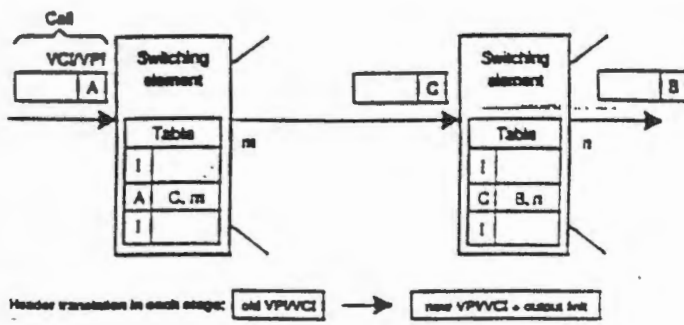 Call
VCI/VPI
A
Switching
element
Table
I
A C, m
I
m
C
Switching
element
Table
I
C B, n
I
n
B
Header translation in each stage: old VPI/VCI new VPI/VCI + output link